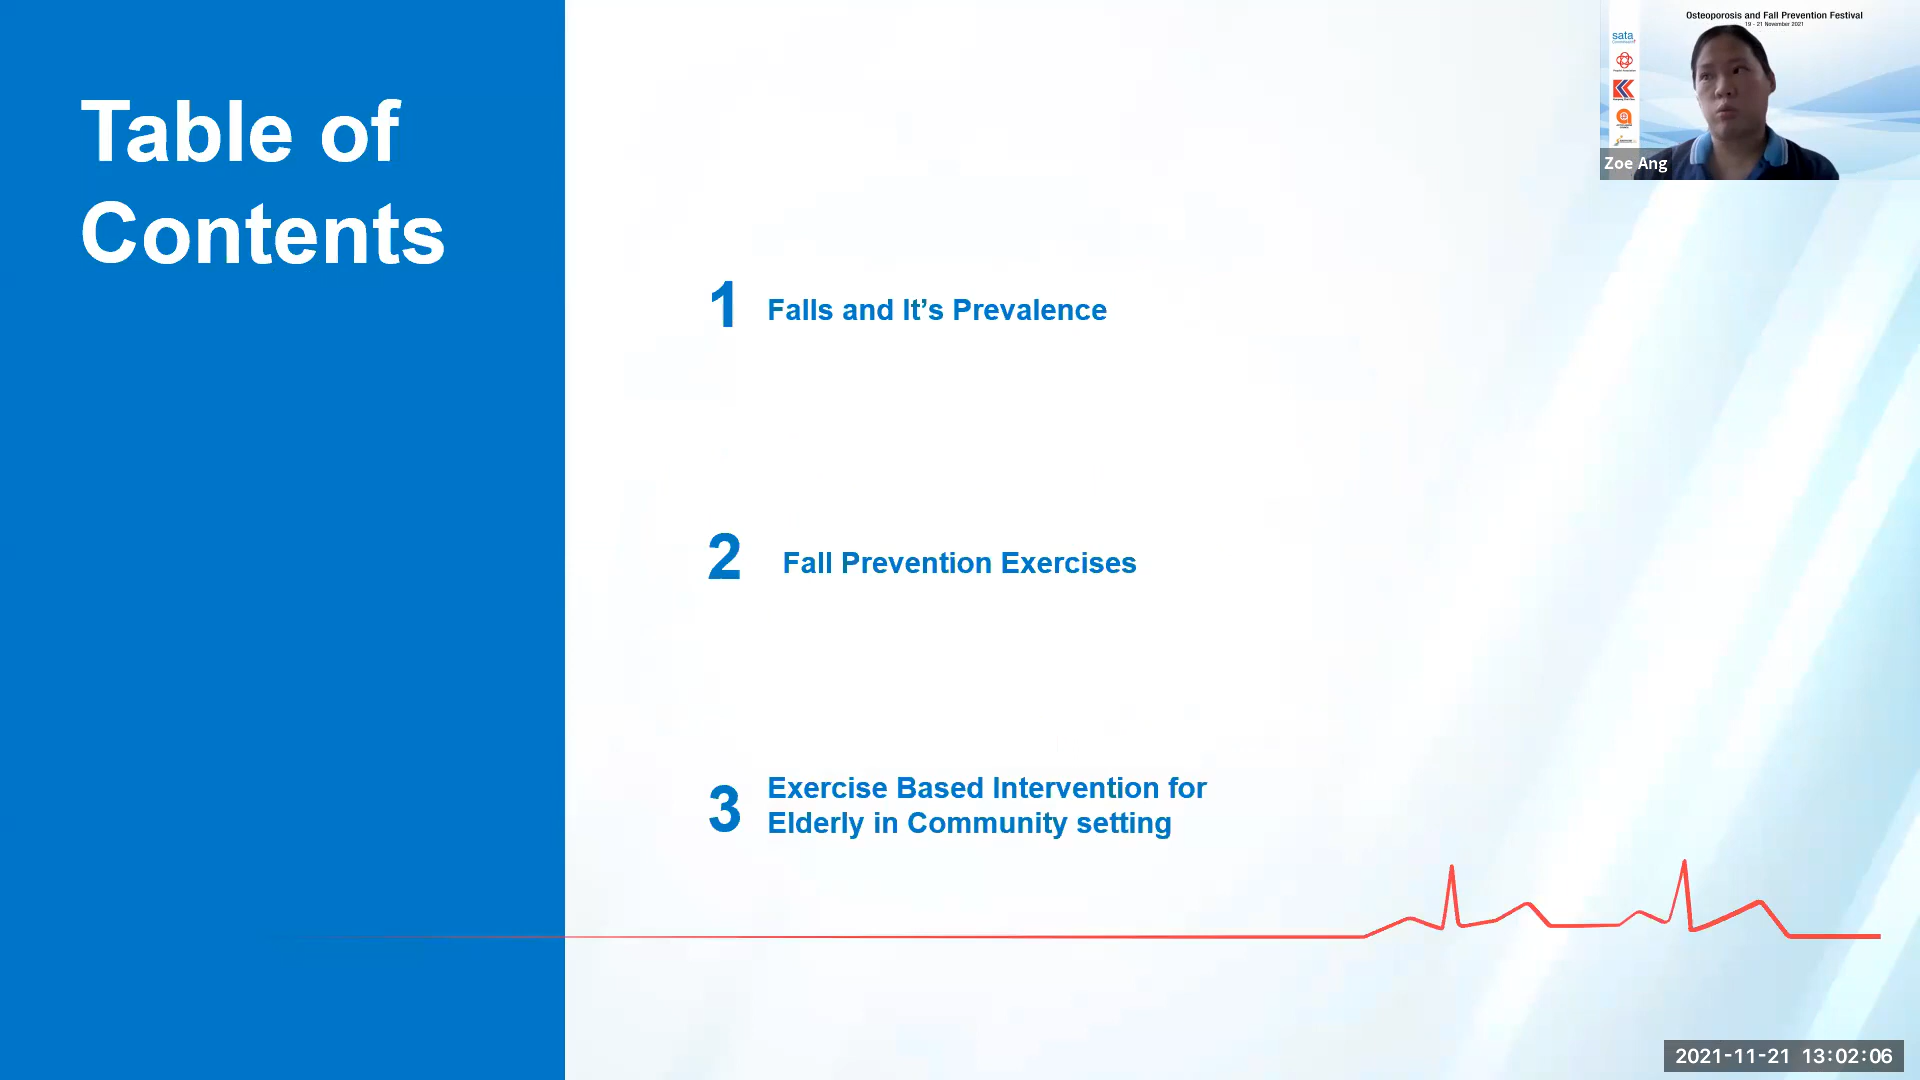 Table of
Contents
1 Falls and It’s Prevalence
2 Fall Prevention Exercises
3 Exercise Based Intervention for
Elderly in Community setting
Osteoporosis and Fall Prevention Festival
19 - 21 November 2021
sata
Zoe Ang
2021-11-21 13:02:06